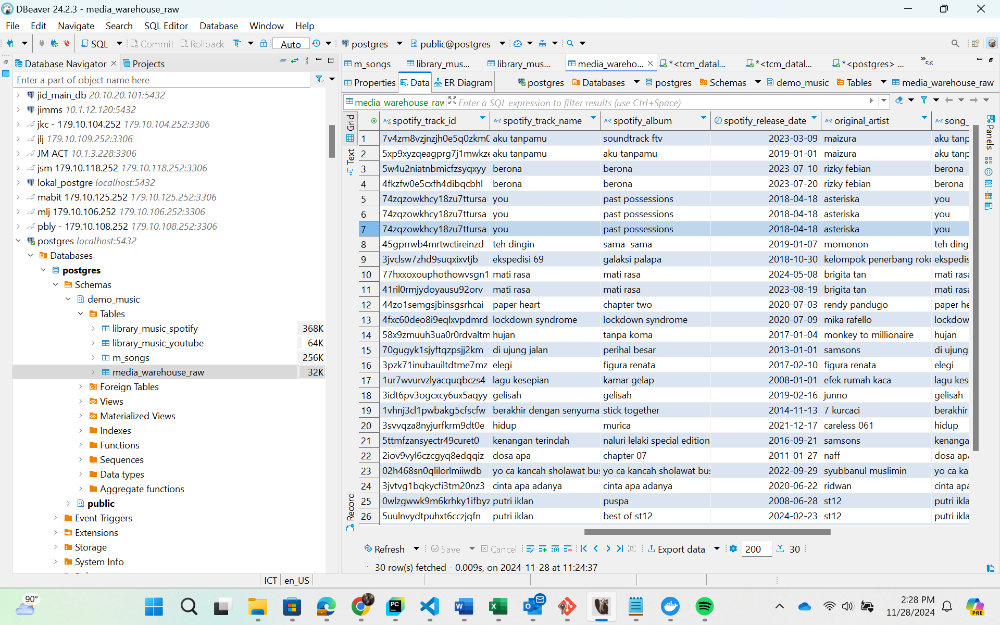 DBeaver 24.2.3 - media_warehouse_raw
File Edit Navigate Search SQL Editor Database Window Help
SQL Commit Rollback Auto postgres public@postgres
Database Navigator Projects
m_songs library_mus... library_mus... media_wareho... *<tcm_datal... *<tcm_datal... *<postgres> ... 56
Enter a part of object name here
Properties Data ER Diagram postgres Databases postgres Schemas demo_music Tables media_warehouse_raw
media_warehouse_raw Enter a SQL expression to filter results (use Ctrl+Space)
jid_main_db 20.10.20.101:5432
jimms 10.1.12.120:5432
jkc - 179.10.104.252 179.10.104.252:3306
jlj 179.10.109.252:3306
JM ACT 10.1.3.228:3306
jsm 179.10.118.252 179.10.118.252:3306
lokal_postgre localhost:5432
mabit 179.10.125.252 179.10.125.252:3306
mlj 179.10.106.252 179.10.106.252:3306
pbly - 179.10.108.252 179.10.108.252:3306
postgres localhost:5432
Databases
postgres
Schemas
demo_music
Tables
library_music_spotify 368K
library_music_youtube 64K
m_songs 256K
media_warehouse_raw 32K
Foreign Tables
Views
Materialized Views
Indexes
Functions
Sequences
Data types
Aggregate functions
public
Event Triggers
Extensions
Storage
System Info
Grid
Text
Record
Panels
spotify_track_id spotify_track_name spotify_album spotify_release_date original_artist song_
1 7v4zm8vzjnzjh0e5q0zkm0 aku tanpamu soundtrack ftv 2023-03-09 maizura aku tanp
2 5xp9xyzqeagprg7j1mwkze aku tanpamu aku tanpamu 2019-01-01 maizura aku tanp
3 5w4u2niatnbmicfzsyqxyy berona berona 2023-07-10 rizky febian berona
4 4fkzfw0e5cxfh4dibqcbhl berona berona 2023-07-20 rizky febian berona
5 74zqzowkhcy18zu7ttursa you past possessions 2018-04-18 asteriska you
6 74zqzowkhcy18zu7ttursa you past possessions 2018-04-18 asteriska you
7 74zqzowkhcy18zu7ttursa you past possessions 2018-04-18 asteriska you
8 45gprrwb4mrtwctireinzd teh dingin sama  sama 2019-01-07 momonon teh ding
9 3jvclsw7zhd9suqxixvtjb ekspedisi 69 galaksi palapa 2018-10-30 kelompok penerbang roke ekspedis
10 77hxxoxouphothowvsgn1 mati rasa mati rasa 2024-05-08 brigita tan mati rasa
11 41ril0rmjydoyausu92orv mati rasa mati rasa 2023-08-19 brigita tan mati rasa
12 44zo1semgsjbinsgsrhcai paper heart chapter two 2020-07-03 rendy pandugo paper he
13 4fxc60deo8i9eqlxvpdmrd lockdown syndrome lockdown syndrome 2020-07-09 mika rafello lockdow
14 58x9zmuuh3ua0r0rdvaltm hujan tanpa koma 2017-01-04 monkey to millionaire hujan
15 70gugyk1sjyftqzpsjj2km di ujung jalan perihal besar 2013-01-01 samsons di ujung
16 3pzk71inubauiltdtme7mz elegi figura renata 2017-02-10 figura renata elegi
17 1ur7wvurvzlyacquqbczs4 lagu kesepian kamar gelap 2008-01-01 efek rumah kaca lagu kese
18 3idt6pv3ogcxcy6ux5aqyy gelisah gelisah 2019-02-16 junno gelisah
19 1vhnj3cl1pwbakg5cfscfw berakhir dengan senyuma stick together 2014-11-13 7 kurcaci berakhir
20 3svvqza8nyjurfkrm9dt0e hidup murica 2021-12-17 careless 061 hidup
21 5ttmfzansyectr49curet0 kenangan terindah naluri lelaki special edition 2016-09-21 samsons kenanga
22 2iov9vyl6czcgyq8edqqiz dosa apa chapter 07 2011-01-27 naff dosa apa
23 02h468sn0qlilorlmiiwdb yo ca kancah sholawat bus yo ca kancah sholawat bus 2022-09-29 syubbanul muslimin yo ca ka
24 3jvtvg1bqkycfi3tm20nz3 cinta apa adanya cinta apa adanya 2020-06-22 ridwan cinta apa
25 0wlzgwwk9m6krhky1ifbyz putri iklan puspa 2008-06-28 st12 putri ikla
26 5uulnvydtpuhxt6cczjqfn putri iklan best of st12 2024-02-23 st12 putri ikla
Refresh Save Cancel Export data 200 30
30 row(s) fetched - 0.009s, on 2024-11-28 at 11:24:37
ICT en_US
90°
2:28 PM
11/28/2024
PRE